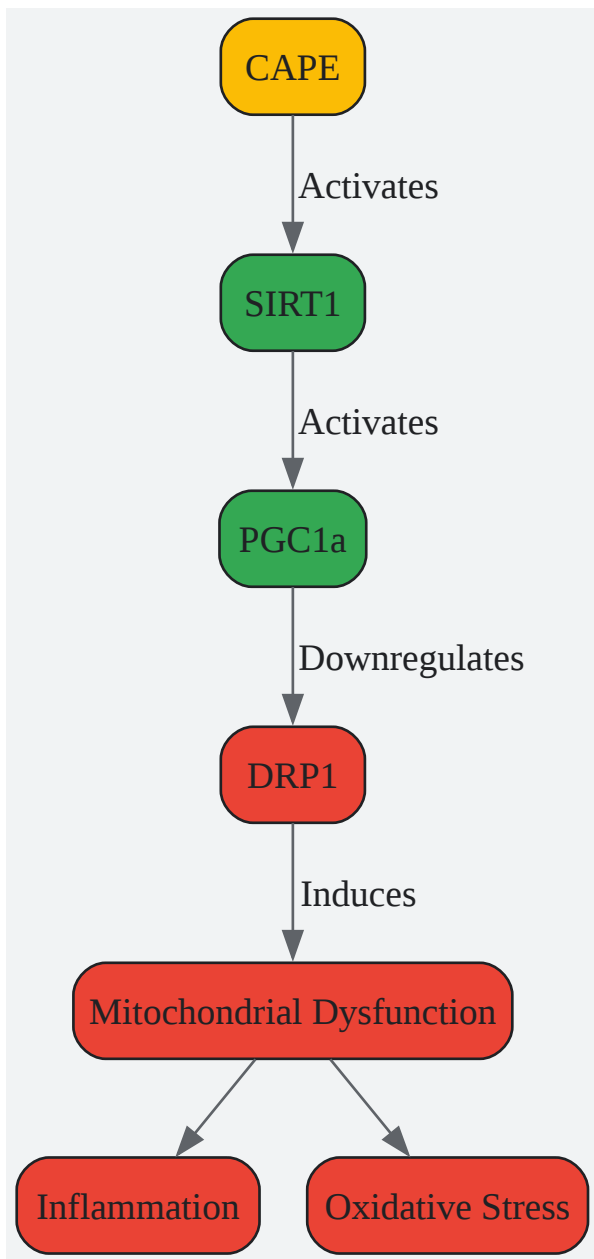 CAPE
Activates
SIRT1
Activates
PGC1a
Downregulates
DRP1
Induces
Mitochondrial Dysfunction
Inflammation
Oxidative Stress